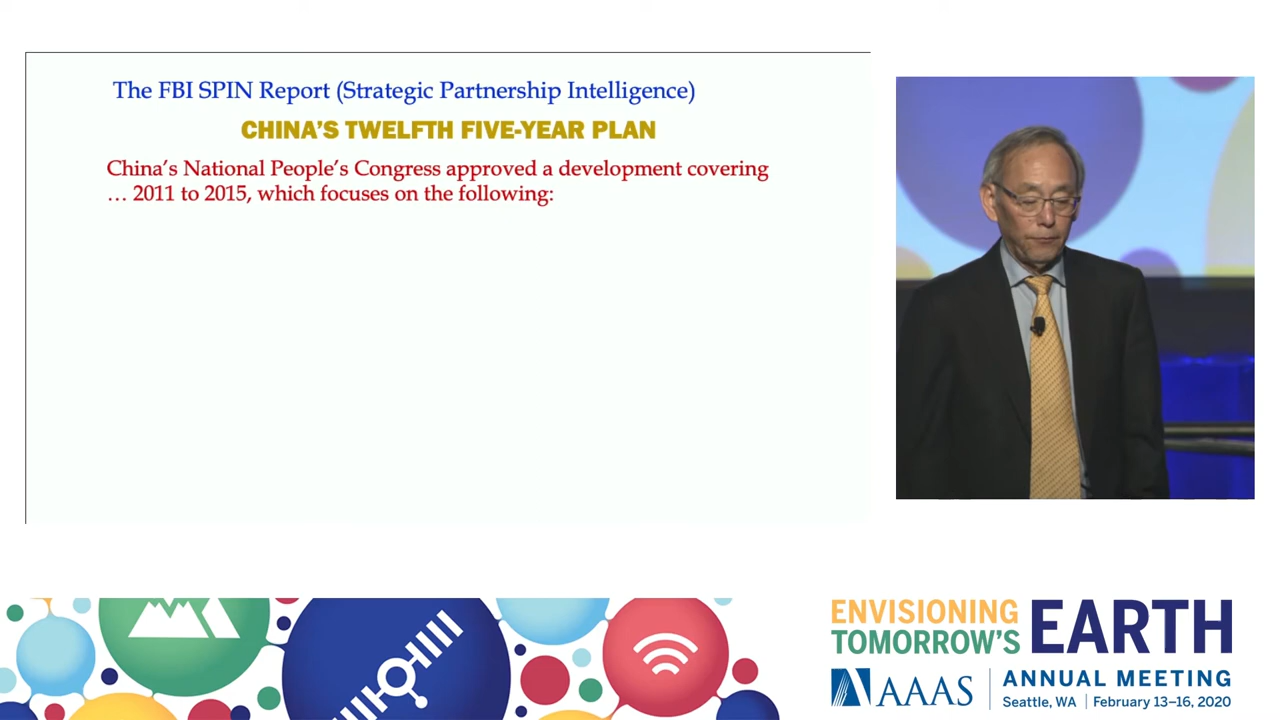 The FBI SPIN Report (Strategic Partnership Intelligence)
CHINA'S TWELFTH FIVE-YEAR PLAN
China's National People's Congress approved a development covering
… 2011 to 2015, which focuses on the following:
ENVISIONING
TOMORROW'S
EARTH
AAAS
ANNUAL MEETING
Seattle, WA | February 13–16, 2020